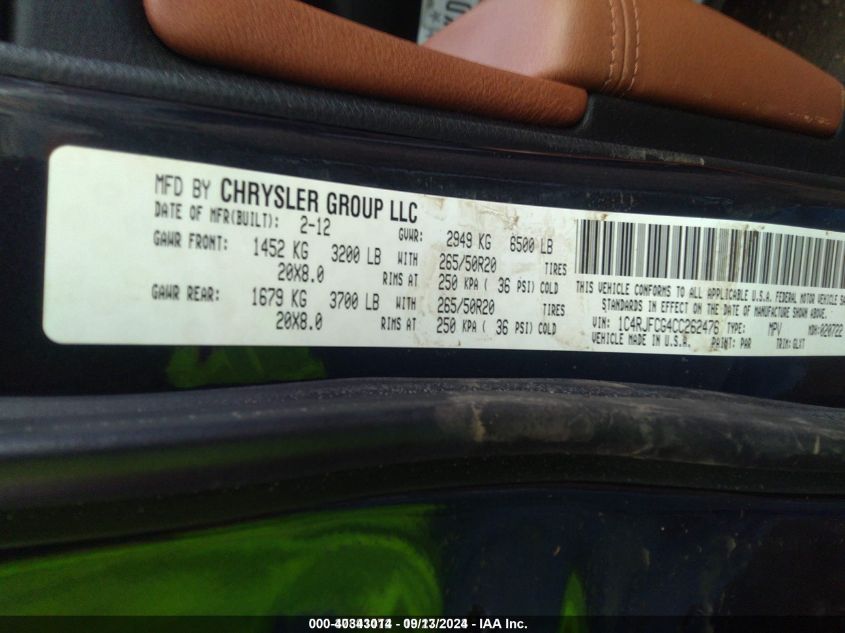 MFD BY CHRYSLER GROUP LLC
DATE OF MFR(BUILT): 2-12 GVWR: 2949 KG 6500 LB
GAWR FRONT: 1452 KG 3200 LB WITH 265/50R20 TIRES
20X8.0 RIMS AT 250 KPA ( 36 PSI) COLD
GAWR REAR: 1679 KG 3700 LB WITH 265/50R20 TIRES
20X8.0 RIMS AT 250 KPA ( 36 PSI) COLD
THIS VEHICLE CONFORMS TO ALL APPLICABLE U.S.A. FEDERAL MOTOR VEHICLE SA
STANDARDS IN EFFECT ON THE DATE OF MANUFACTURE SHOWN ABOVE.
VIN: 1C4RJFCG4CC262476 TYPE: MPV MDH:020722
VEHICLE MADE IN U.S.A. PAINT: PAR TRIM: GLXT
09/13/2024 - IAA Inc.